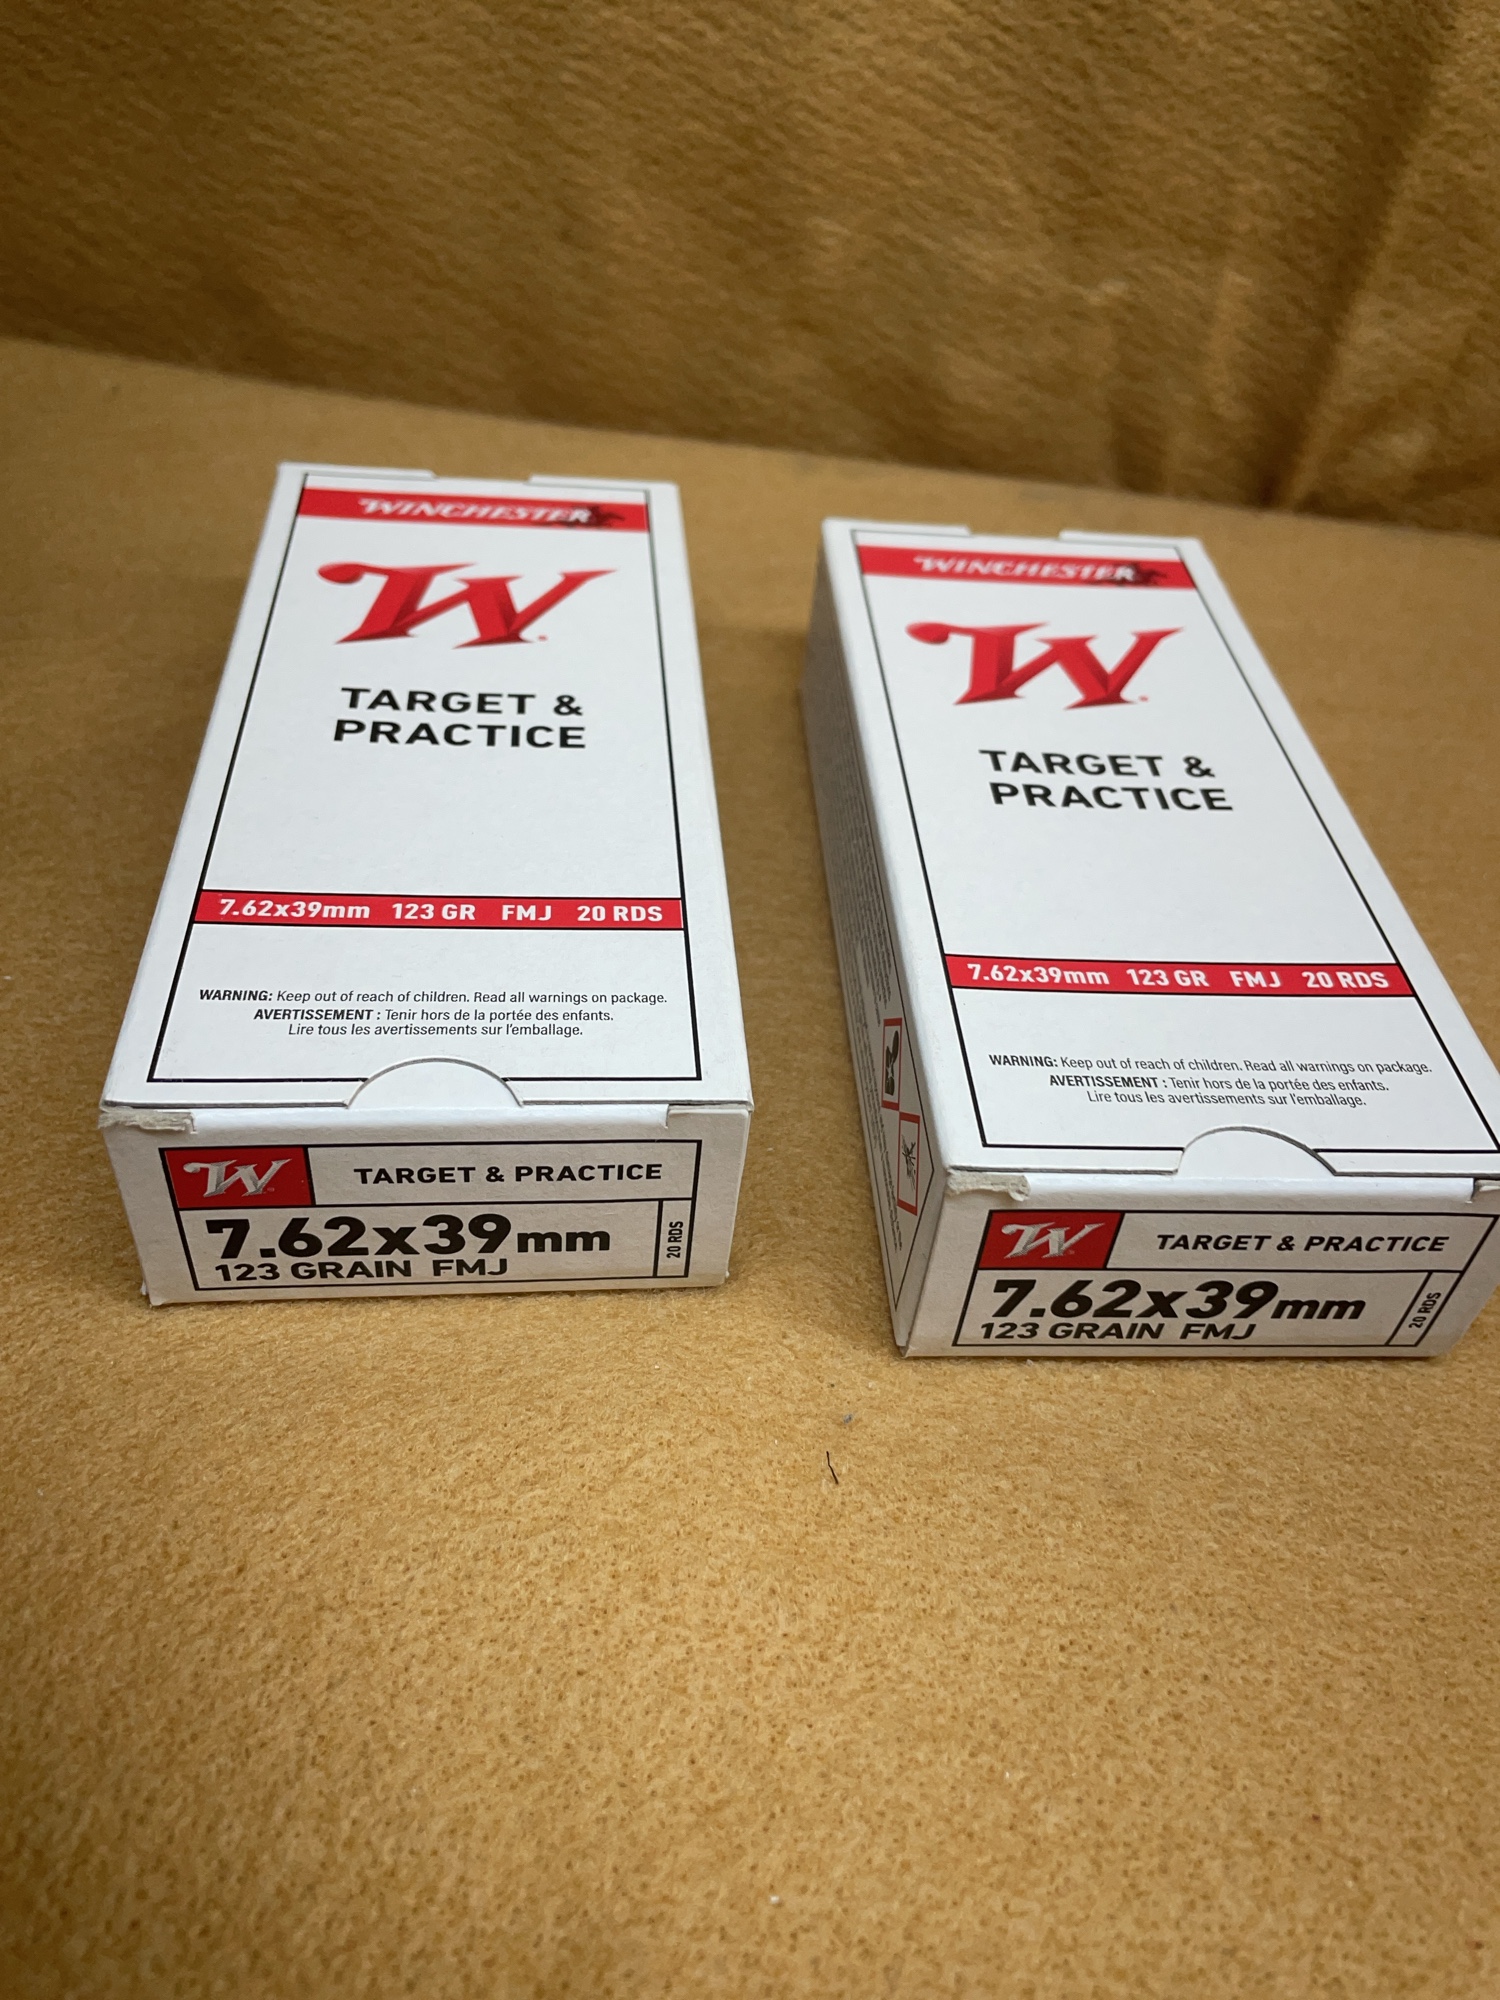 WINCHESTER
W
TARGET &
PRACTICE
7.62x39mm 123 GR FMJ 20 RDS
WARNING: Keep out of reach of children. Read all warnings on package.
AVERTISSEMENT : Tenir hors de la portée des enfants.
Lire tous les avertissements sur l'emballage.
W TARGET & PRACTICE
7.62x39mm
123 GRAIN FMJ
20 RDS
WINCHESTER
W
TARGET &
PRACTICE
7.62x39mm 123 GR FMJ 20 RDS
WARNING: Keep out of reach of children. Read all warnings on package.
AVERTISSEMENT : Tenir hors de la portée des enfants.
Lire tous les avertissements sur l'emballage.
W TARGET & PRACTICE
7.62x39mm
123 GRAIN FMJ
20 RDS